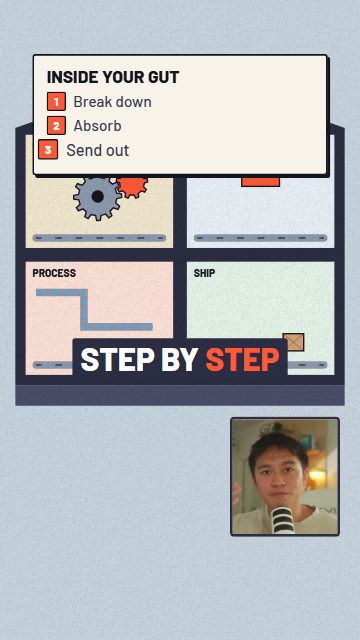 INSIDE YOUR GUT
1 Break down
2 Absorb
3 Send out
PROCESS
SHIP
STEP BY STEP